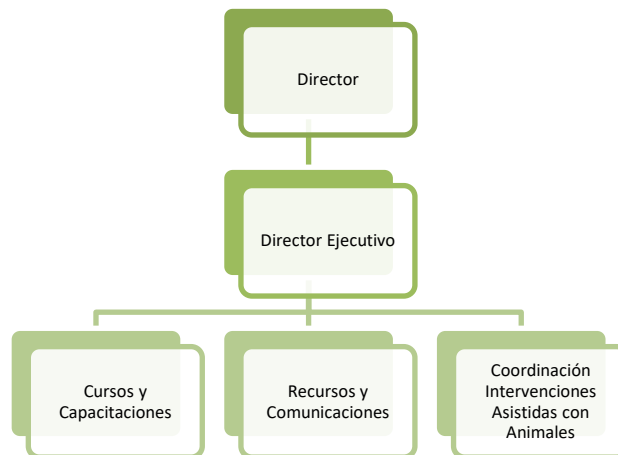 Director
Director Ejecutivo
Cursos y
Capacitaciones
Recursos y
Comunicaciones
Coordinación
Intervenciones
Asistidas con
Animales